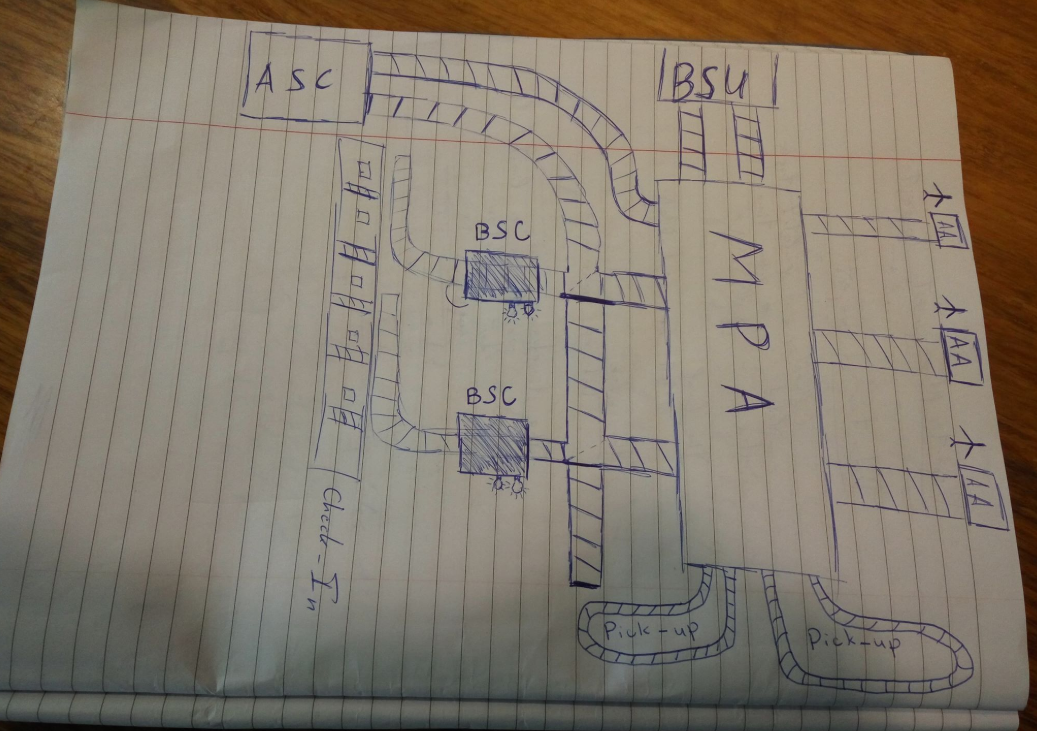 ASC
BSU
BSC
MPA
AA
AA
BSC
AA
Check-In
Pick-up
Pick-up